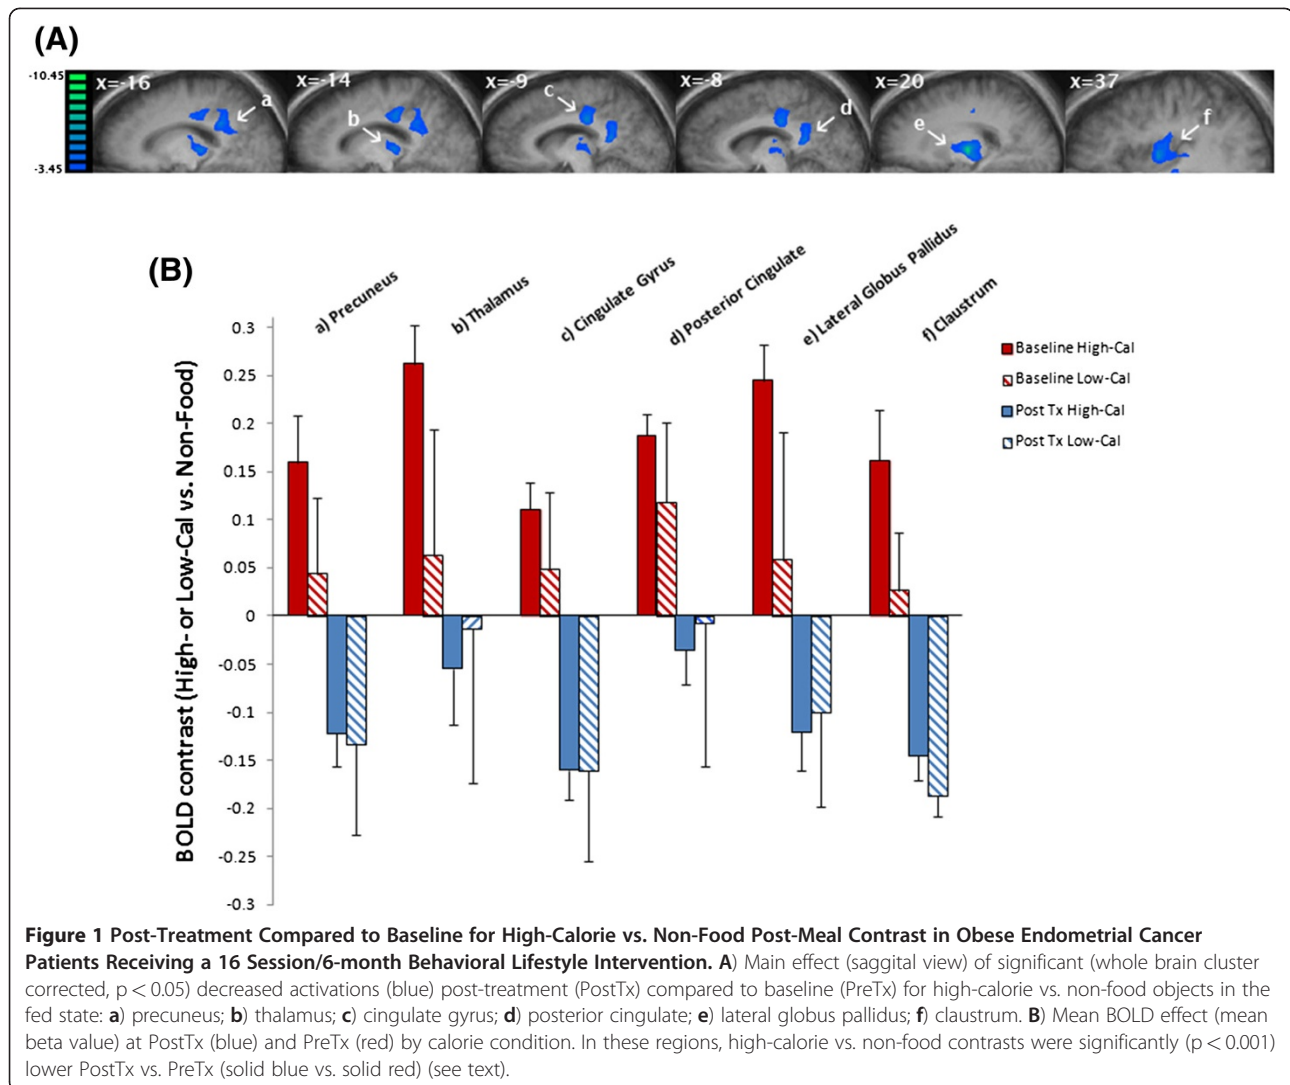 (A)
-10.45
-3.45
x=-16
a
x=-14
b
x=-9
c
x=-8
d
x=20
e
x=37
f
(B)
a) Precuneus
b) Thalamus
c) Cingulate Gyrus
d) Posterior Cingulate
e) Lateral Globus Pallidus
f) Claustrum
BOLD contrast (High- or Low-Cal vs. Non-Food)
0.3
0.25
0.2
0.15
0.1
0.05
0
-0.05
-0.1
-0.15
-0.2
-0.25
-0.3
Baseline High-Cal
Baseline Low-Cal
Post Tx High-Cal
Post Tx Low-Cal
Figure 1 Post-Treatment Compared to Baseline for High-Calorie vs. Non-Food Post-Meal Contrast in Obese Endometrial Cancer
Patients Receiving a 16 Session/6-month Behavioral Lifestyle Intervention. A) Main effect (saggital view) of significant (whole brain cluster
corrected, p < 0.05) decreased activations (blue) post-treatment (PostTx) compared to baseline (PreTx) for high-calorie vs. non-food objects in the
fed state: a) precuneus; b) thalamus; c) cingulate gyrus; d) posterior cingulate; e) lateral globus pallidus; f) claustrum. B) Mean BOLD effect (mean
beta value) at PostTx (blue) and PreTx (red) by calorie condition. In these regions, high-calorie vs. non-food contrasts were significantly (p < 0.001)
lower PostTx vs. PreTx (solid blue vs. solid red) (see text).